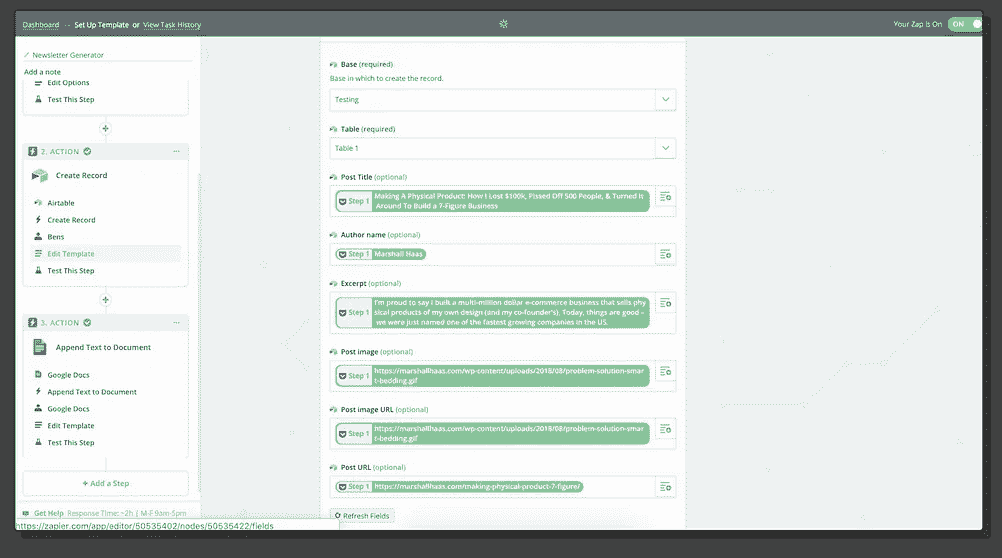 Dashboard -- Set Up Template or View Task History
Your Zap Is On ON
Newsletter Generator
Add a note
Edit Options
Test This Step
2. ACTION
Create Record
Airtable
Create Record
Bens
Edit Template
Test This Step
3. ACTION
Append Text to Document
Google Docs
Append Text to Document
Google Docs
Edit Template
Test This Step
+ Add a Step
Get Help Response Time: ~2h | M-F 9am-5pm
https://zapier.com/app/editor/50535402/nodes/50535422/fields
Base (required)
Base in which to create the record.
Testing
Table (required)
Table 1
Post Title (optional)
Step 1 Making A Physical Product: How I Lost $100k, Pissed Off 500 People, & Turned It
Around To Build a 7-Figure Business
Author name (optional)
Step 1 Marshall Haas
Excerpt (optional)
I'm proud to say I built a multi-million dollar e-commerce business that sells phy
Step 1 sical products of my own design (and my co-founder's). Today, things are good -
we were just named one of the fastest growing companies in the US.
Post image (optional)
Step 1 https://marshallhaas.com/wp-content/uploads/2018/08/problem-solution-smar
t-bedding.gif
Post image URL (optional)
Step 1 https://marshallhaas.com/wp-content/uploads/2018/08/problem-solution-smar
t-bedding.gif
Post URL (optional)
Step 1 https://marshallhaas.com/making-physical-product-7-figure/
Refresh Fields